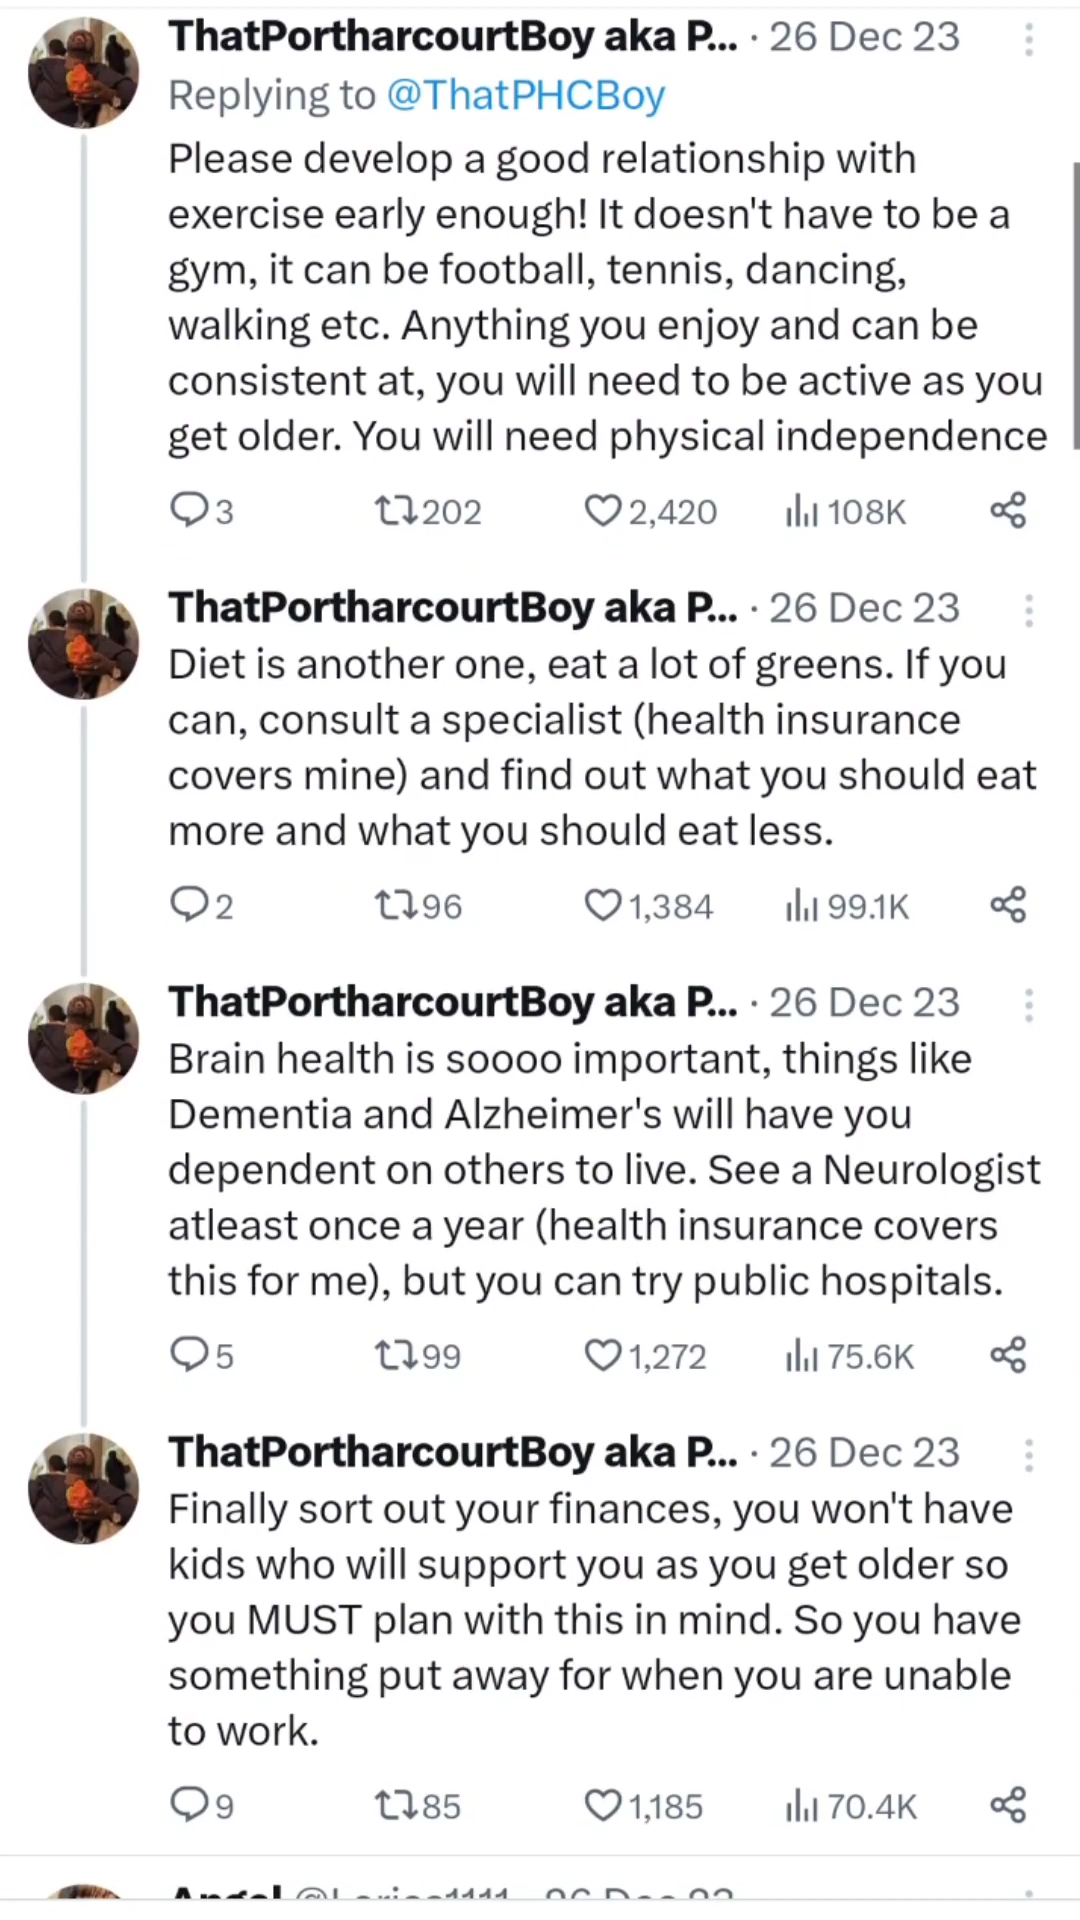 ThatPortharcourtBoy aka P... · 26 Dec 23
Replying to @ThatPHCBoy
Please develop a good relationship with
exercise early enough! It doesn't have to be a
gym, it can be football, tennis, dancing,
walking etc. Anything you enjoy and can be
consistent at, you will need to be active as you
get older. You will need physical independence
3 202 2,420 108K
ThatPortharcourtBoy aka P... · 26 Dec 23
Diet is another one, eat a lot of greens. If you
can, consult a specialist (health insurance
covers mine) and find out what you should eat
more and what you should eat less.
2 96 1,384 99.1K
ThatPortharcourtBoy aka P... · 26 Dec 23
Brain health is soooo important, things like
Dementia and Alzheimer's will have you
dependent on others to live. See a Neurologist
atleast once a year (health insurance covers
this for me), but you can try public hospitals.
5 99 1,272 75.6K
ThatPortharcourtBoy aka P... · 26 Dec 23
Finally sort out your finances, you won't have
kids who will support you as you get older so
you MUST plan with this in mind. So you have
something put away for when you are unable
to work.
9 85 1,185 70.4K
Angel 26 Dec 23